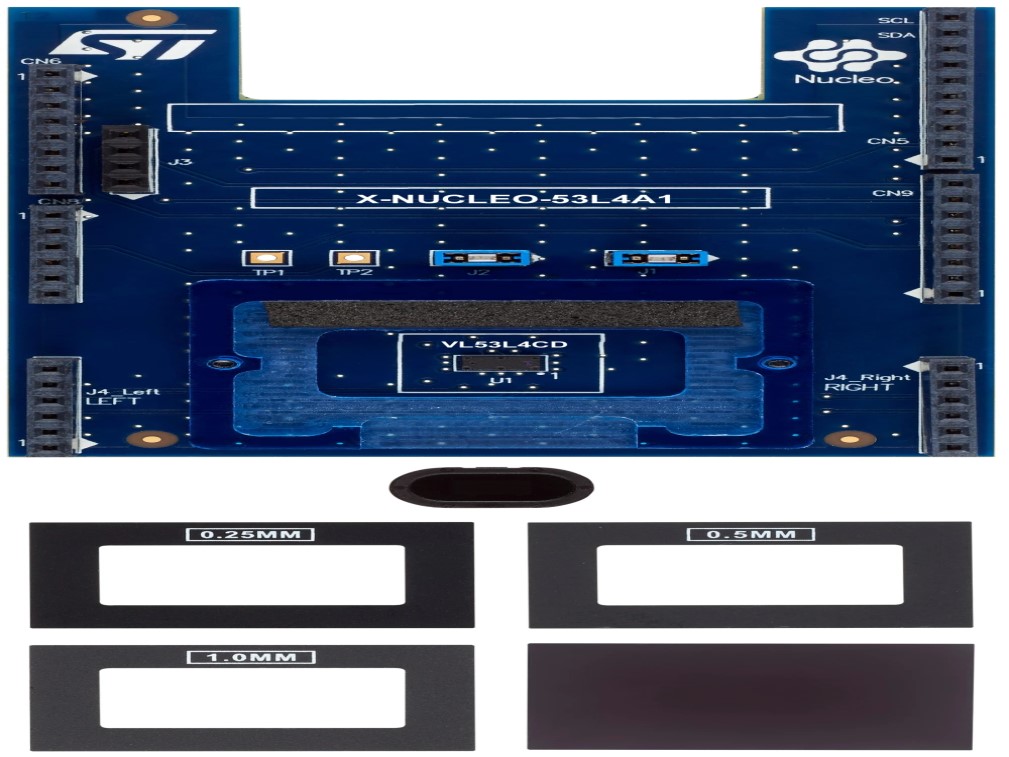 ST
SCL
SDA
Nucleo
CN6
1
J3
CN5
1
CN8
1
CN9
X-NUCLEO-53L4A1
TP1
TP2
J2
J1
1
VL53L4CD
U1
1
1
J4_Left
LEFT
J4_Right
RIGHT
1
0.25MM
0.5MM
1.0MM